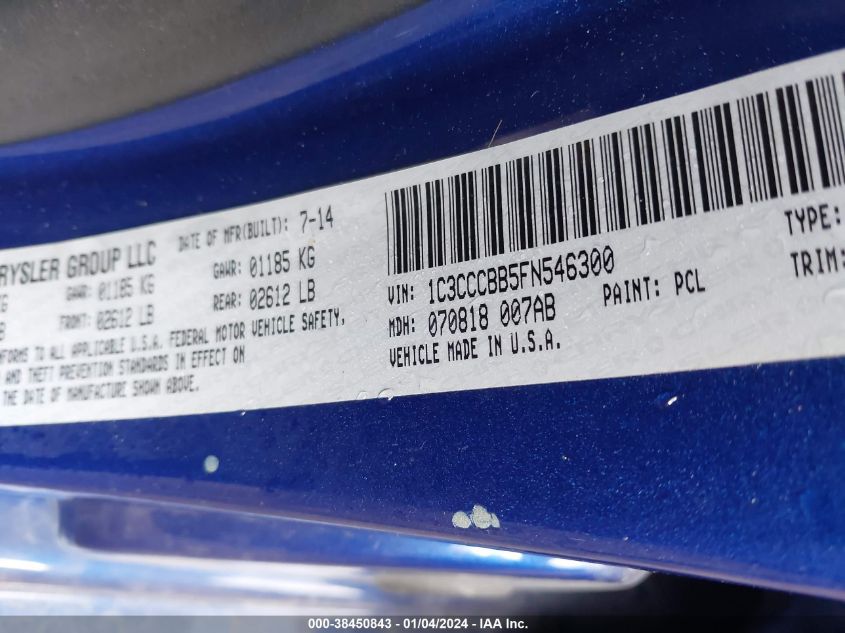 RYSLER GROUP LLC
DATE OF MFR(BUILT): 7-14
KG GAWR: 01185 KG GAWR: 01185 KG
FRONT: 02612 LB REAR: 02612 LB
TO ALL APPLICABLE U.S.A. FEDERAL MOTOR VEHICLE SAFETY,
AND THEFT PREVENTION STANDARDS IN EFFECT ON
THE DATE OF MANUFACTURE SHOWN ABOVE.
VIN: 1C3CCCBB5FN546300
TYPE:
MDH: 070818 007AB
PAINT: PCL
TRIM:
VEHICLE MADE IN U.S.A.
000-38450843 | 01/04/2024 | IAA Inc.